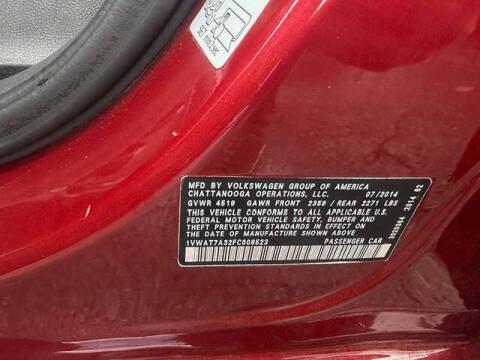 MFD BY VOLKSWAGEN GROUP OF AMERICA
CHATTANOOGA OPERATIONS, LLC. 07/2014
GVWR 4519 GAWR FRONT 2359 / REAR 2271 LBS
THIS VEHICLE CONFORMS TO ALL APPLICABLE U.S.
FEDERAL MOTOR VEHICLE SAFETY, BUMPER AND
THEFT PREVENTION STANDARDS IN EFFECT ON
THE DATE OF MANUFACTURE SHOWN ABOVE
1VWAT7A32FC008523 PASSENGER CAR
2014 02